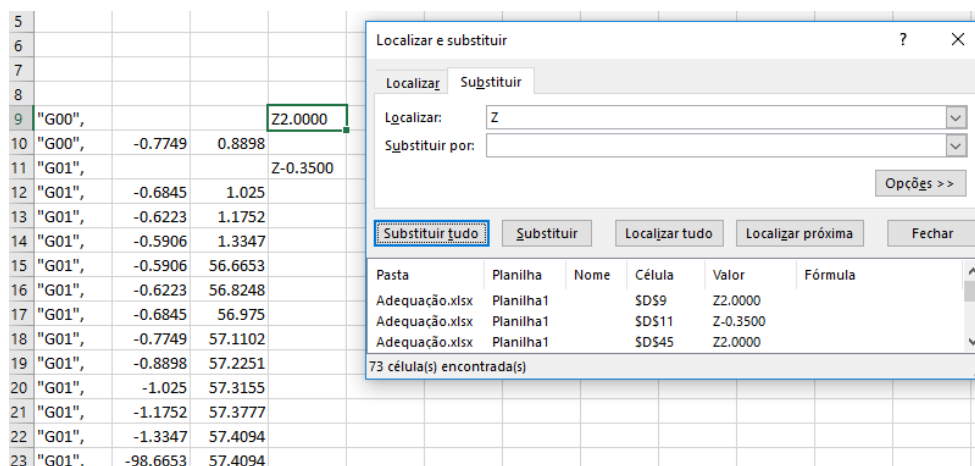 5
6
7
8
9 "G00", Z2.0000
10 "G00", -0.7749 0.8898
11 "G01", Z-0.3500
12 "G01", -0.6845 1.025
13 "G01", -0.6223 1.1752
14 "G01", -0.5906 1.3347
15 "G01", -0.5906 56.6653
16 "G01", -0.6223 56.8248
17 "G01", -0.6845 56.975
18 "G01", -0.7749 57.1102
19 "G01", -0.8898 57.2251
20 "G01", -1.025 57.3155
21 "G01", -1.1752 57.3777
22 "G01", -1.3347 57.4094
23 "G01", -98.6653 57.4094
Localizar e substituir ?
Localizar Substituir
Localizar: Z
Substituir por:
Opções >>
Substituir tudo Substituir Localizar tudo Localizar próxima Fechar
Pasta Planilha Nome Célula Valor Fórmula
Adequação.xlsx Planilha1 $D$9 Z2.0000
Adequação.xlsx Planilha1 $D$11 Z-0.3500
Adequação.xlsx Planilha1 $D$45 Z2.0000
73 célula(s) encontrada(s)